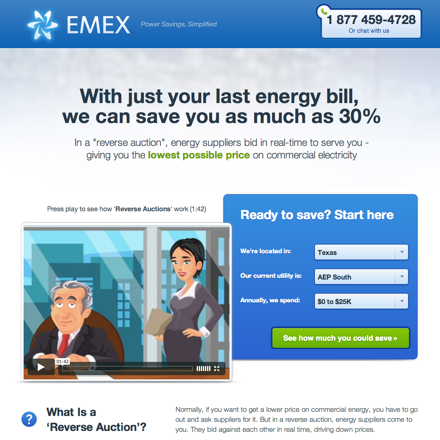 EMEX
Power Savings, Simplified
1 877 459-4728
Or chat with us
With just your last energy bill,
we can save you as much as 30%
In a "reverse auction", energy suppliers bid in real-time to serve you -
giving you the lowest possible price on commercial electricity
Press play to see how 'Reverse Auctions' work (1:42)
Ready to save? Start here
We're located in:
Texas
Our current utility is:
AEP South
Annually, we spend:
$0 to $25K
See how much you could save »
01:42
? What Is a
'Reverse Auction'?
Normally, if you want to get a lower price on commercial energy, you have to go
out and ask suppliers for it. But in a reverse auction, energy suppliers come to
you. They bid against each other in real time, driving down prices.